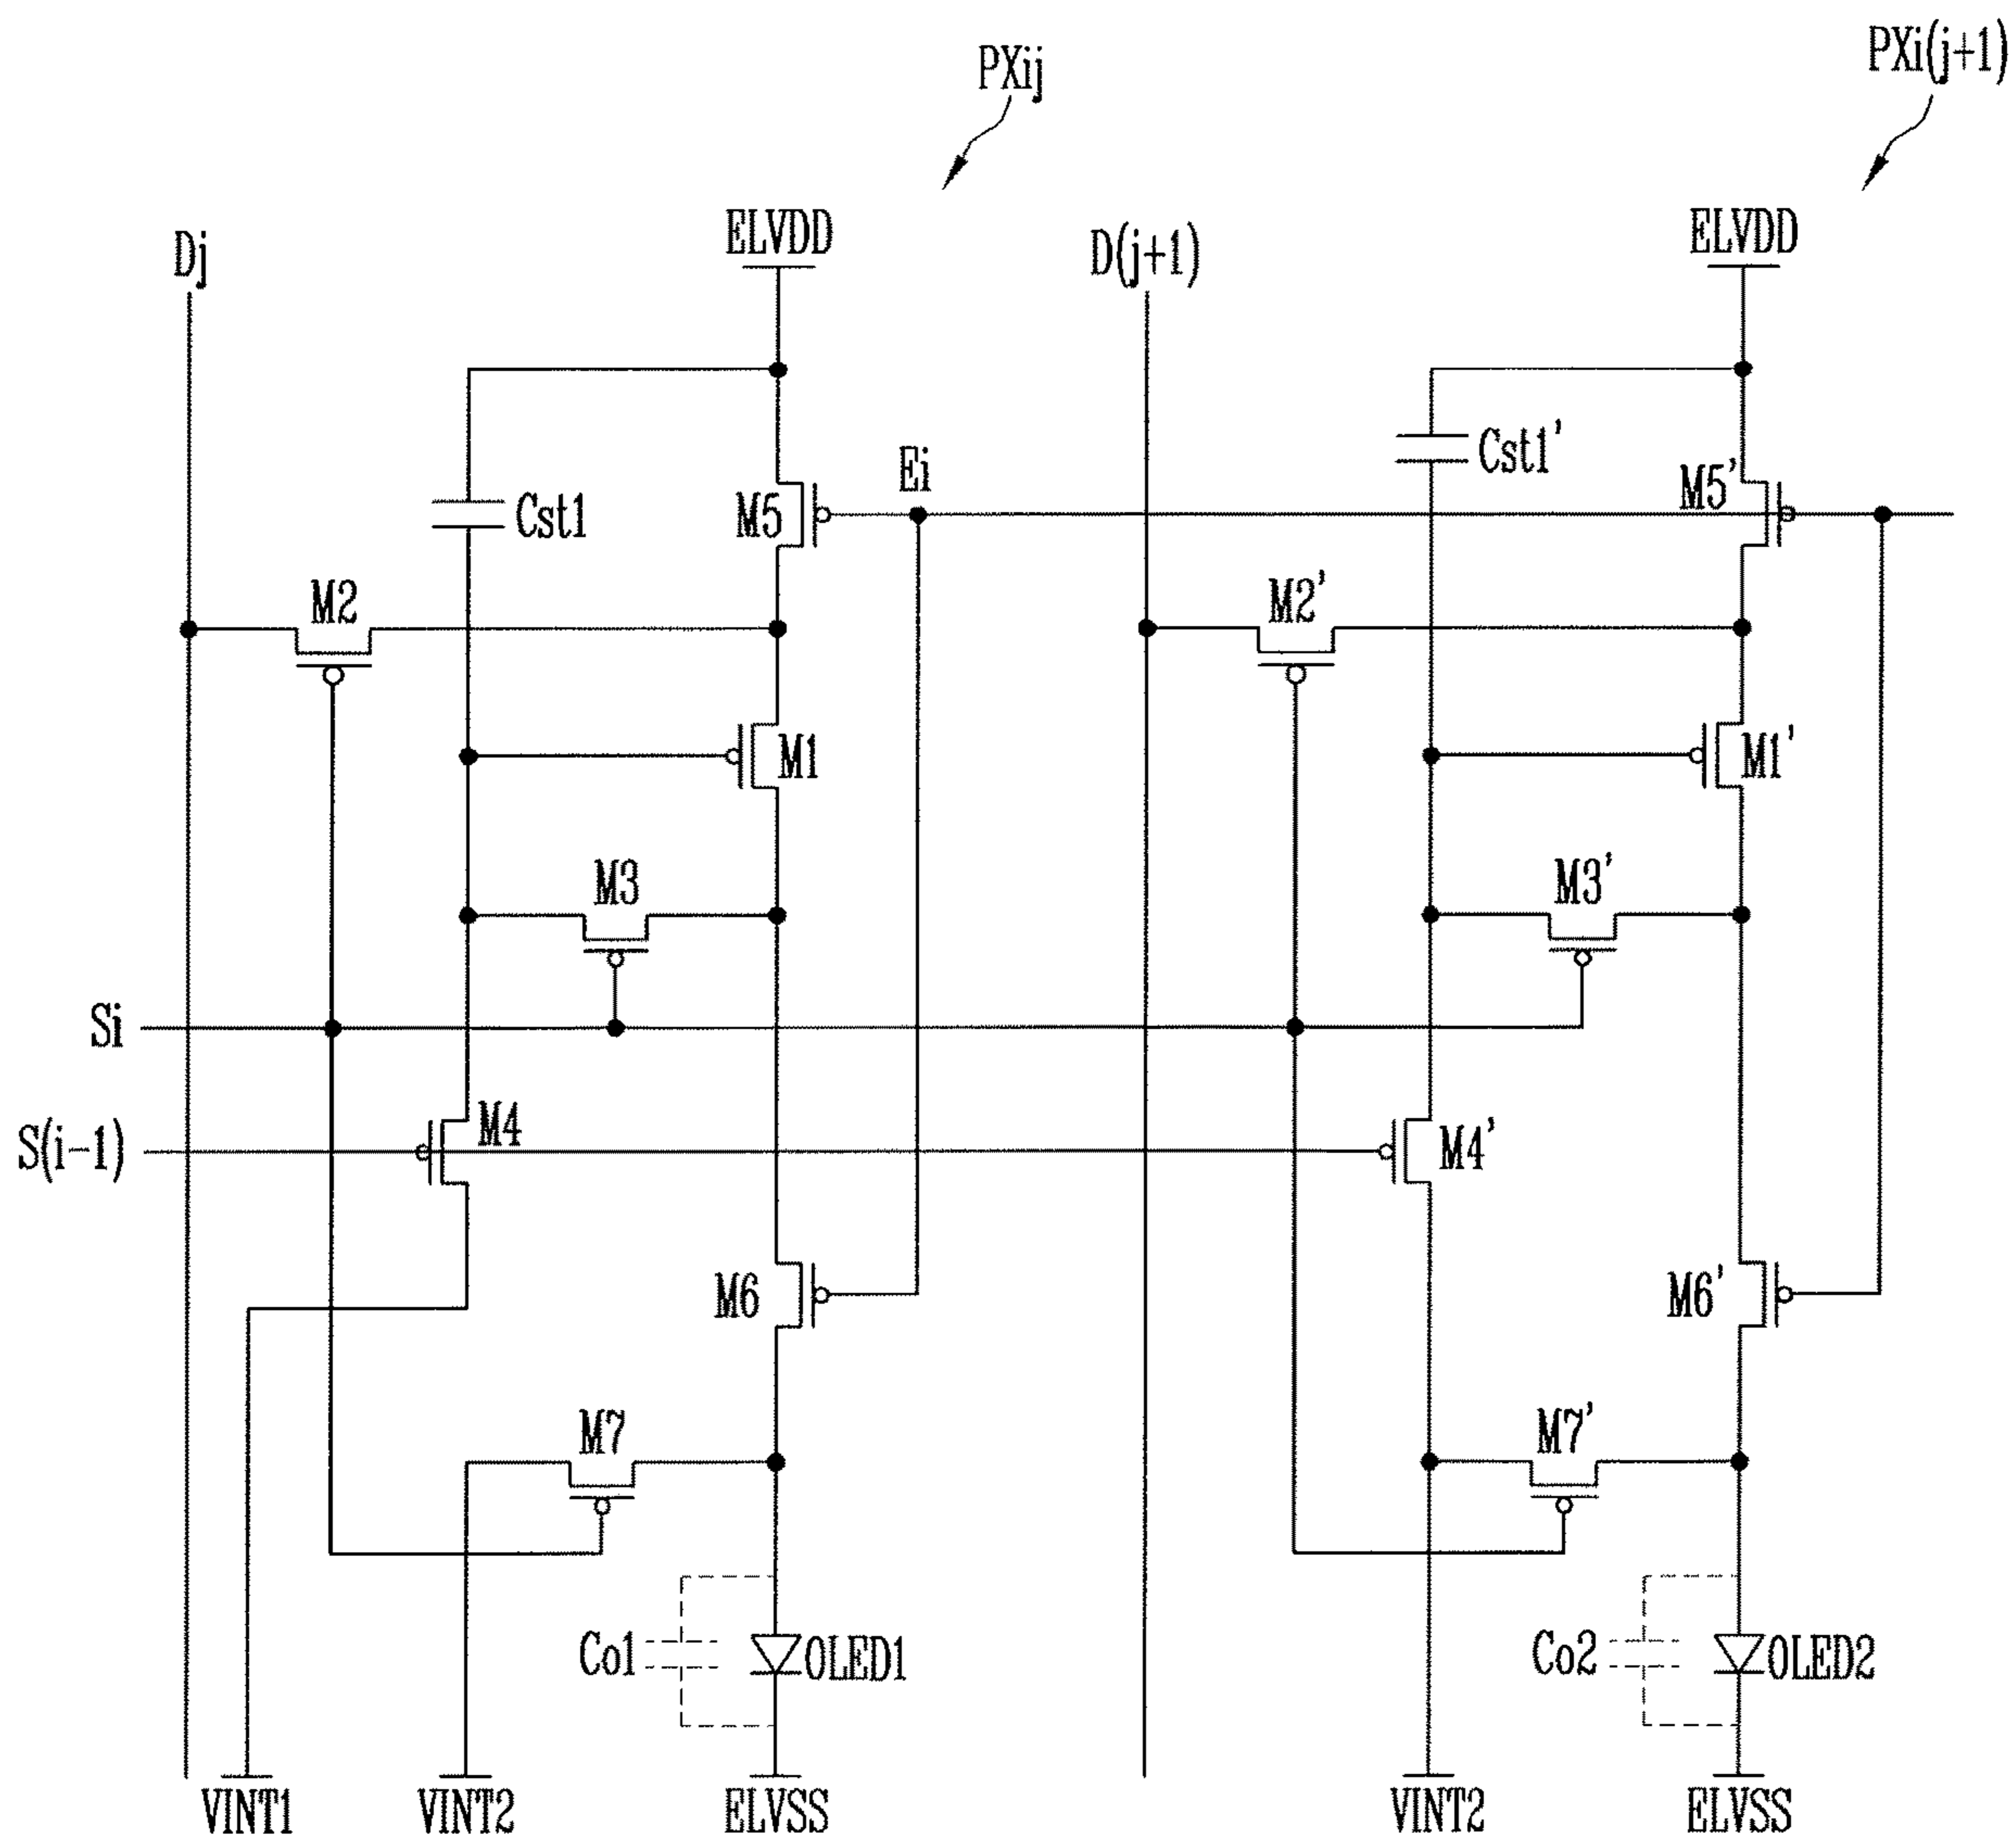 PXij
PXi(j+1)
Dj
ELVDD
D(j+1)
ELVDD
Cst1
M5
Ei
Cst1'
M5'
M2
M2'
M1
M1'
M3
M3'
Si
S(i-1)
M4
M4'
M6
M6'
M7
M7'
Co1
OLED1
Co2
OLED2
VINT1
VINT2
ELVSS
VINT2
ELVSS